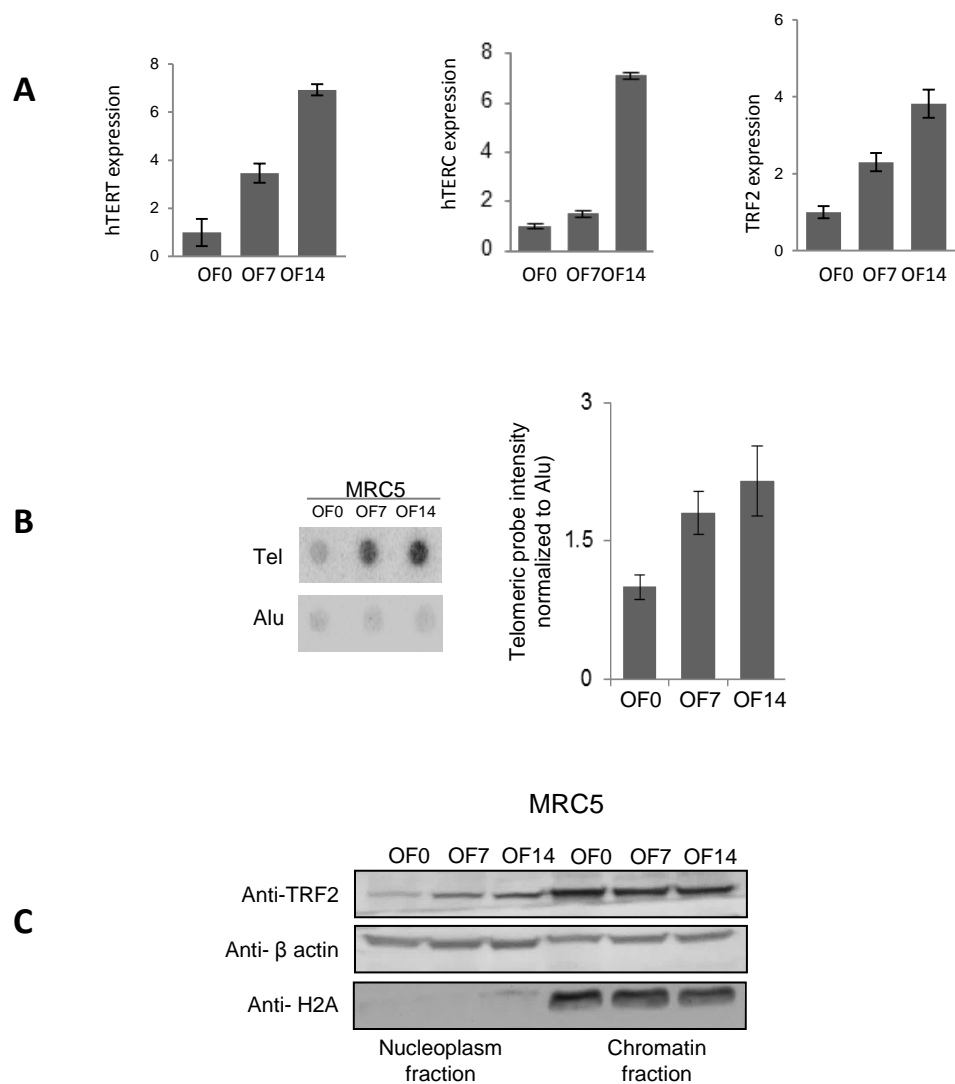 A
hTERT expression
8
6
4
2
0
OF0 OF7 OF14
hTERC expression
8
6
4
2
0
OF0 OF7OF14
TRF2 expression
6
4
2
0
OF0 OF7 OF14
B
MRC5
OF0 OF7 OF14
Tel
Alu
Telomeric probe intensity
normalized to Alu)
3
1.5
0
OF0 OF7 OF14
C
MRC5
OF0 OF7 OF14 OF0 OF7 OF14
Anti-TRF2
Anti- β actin
Anti- H2A
Nucleoplasm
fraction
Chromatin
fraction